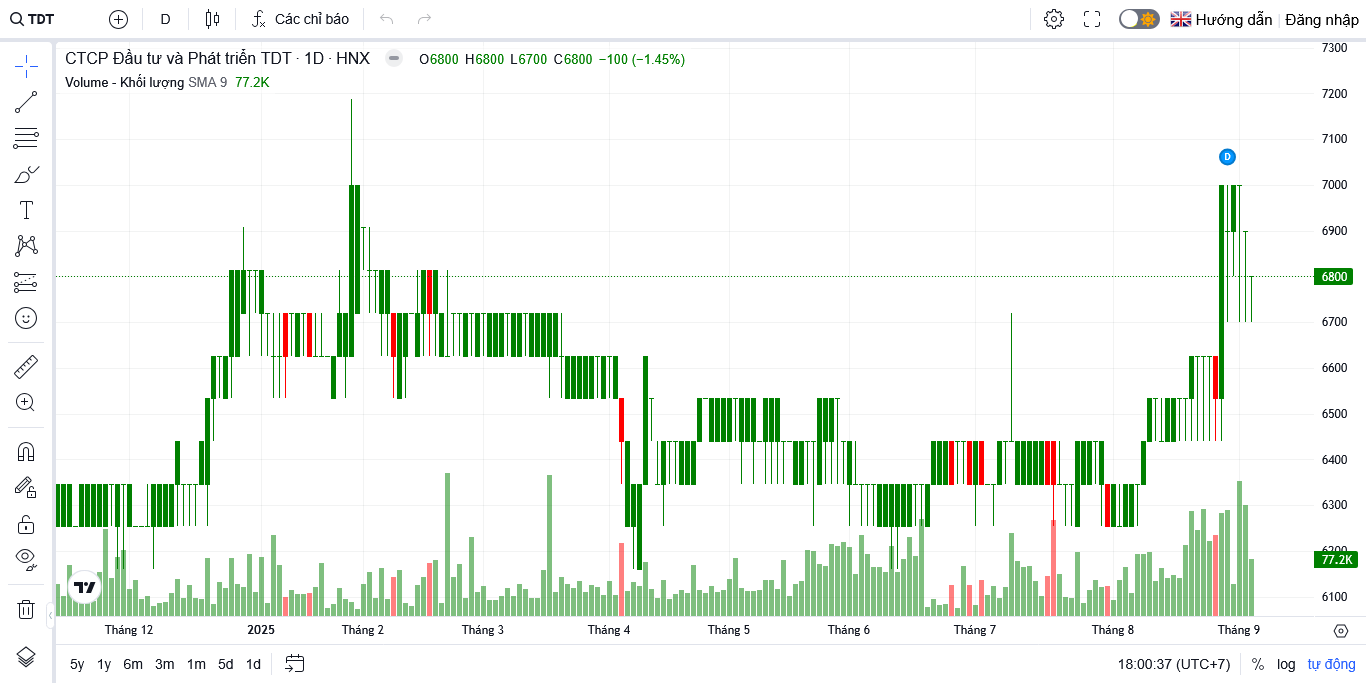 TDT D Các chỉ báo Hướng dẫn Đăng nhập
CTCP Đầu tư và Phát triển TDT · 1D · HNX O6800 H6800 L6700 C6800 −100 (−1.45%)
Volume - Khối lượng SMA 9 77.2K
7300
7200
7100
D
7000
6900
6800
6700
6600
6500
6400
6300
6200
77.2K
6100
Tháng 12 2025 Tháng 2 Tháng 3 Tháng 4 Tháng 5 Tháng 6 Tháng 7 Tháng 8 Tháng 9
5y 1y 6m 3m 1m 5d 1d 18:00:37 (UTC+7) % log tự động